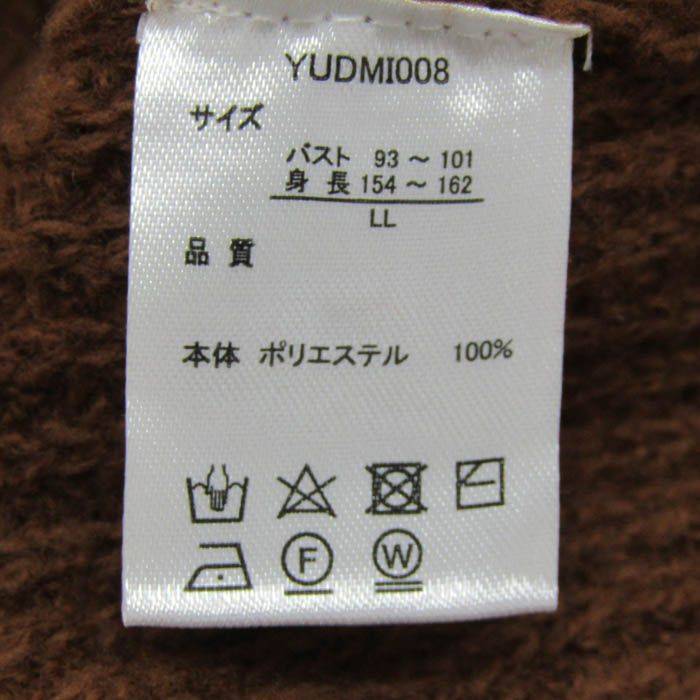 YUDMI008
サイズ
バスト 93 ～ 101
身 長 154 ～ 162
LL
品 質
本体 ポリエステル 100%
F W